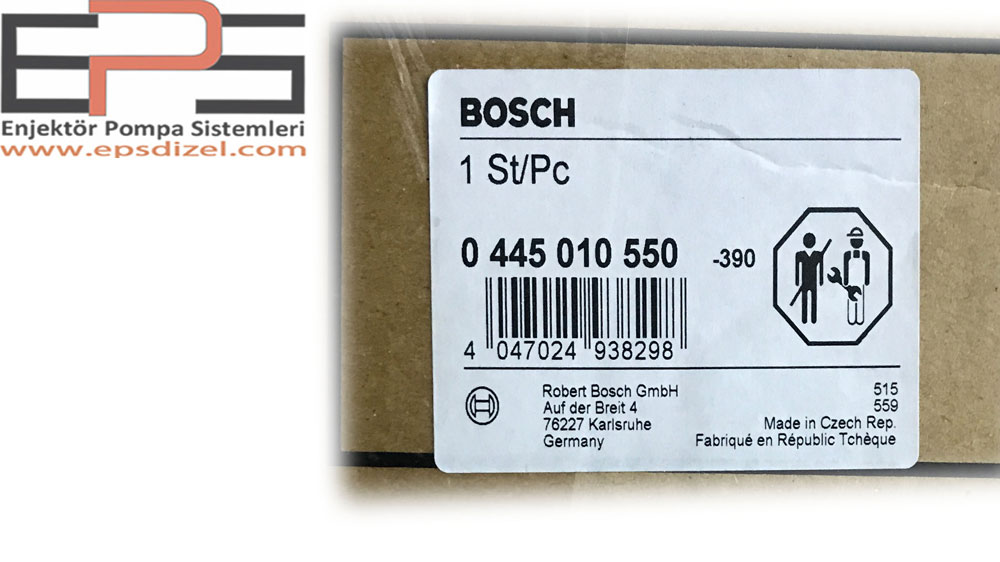 EPS
Enjektör Pompa Sistemleri
www.epsdizel.com
BOSCH
1 St/Pc
0 445 010 550 -390
4 047024 938298
Robert Bosch GmbH
Auf der Breit 4
76227 Karlsruhe
Germany
515
559
Made in Czech Rep.
Fabriqué en Républic Tchèque